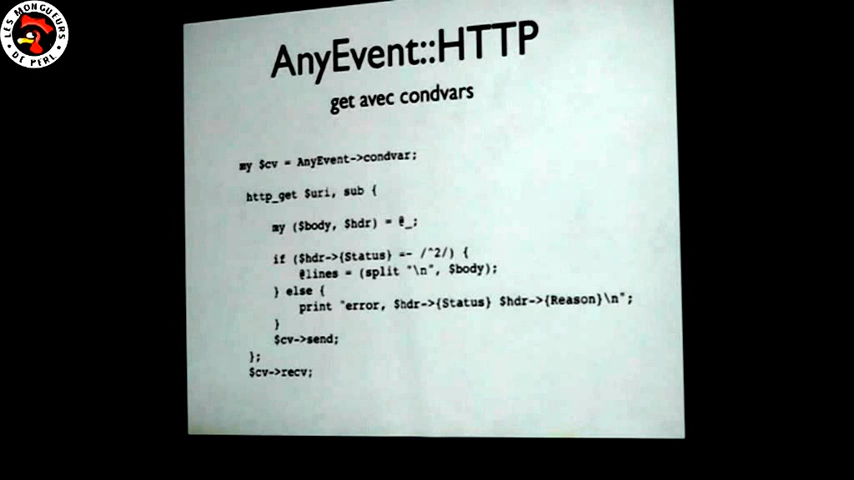 LES MONGUEURS
DE PERL
AnyEvent::HTTP
get avec condvars
my $cv = AnyEvent->condvar;
http_get $uri, sub {
my ($body, $hdr) = @_;
if ($hdr->{Status} =~ /^2/) {
@lines = (split "\n", $body);
} else {
print "error, $hdr->{Status} $hdr->{Reason}\n";
}
$cv->send;
};
$cv->recv;